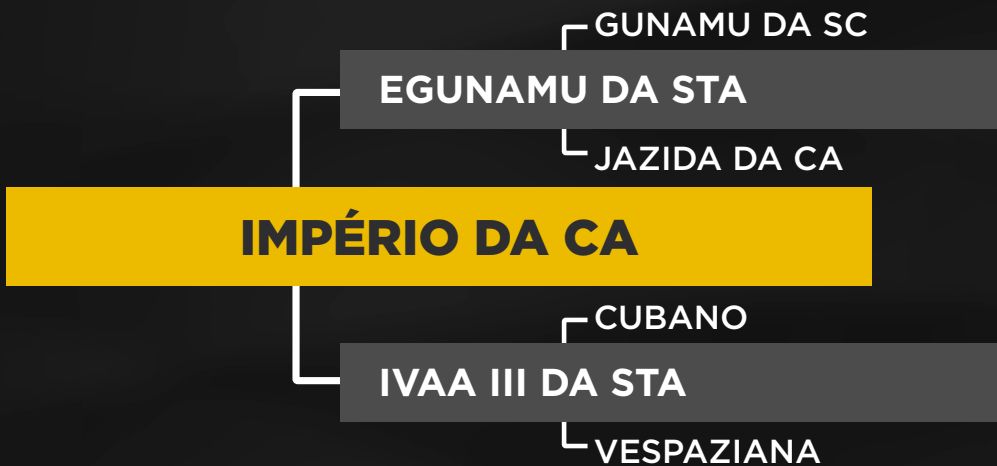 GUNAMU DA SC
EGUNAMU DA STA
JAZIDA DA CA
IMPÉRIO DA CA
CUBANO
IVAA III DA STA
VESPAZIANA